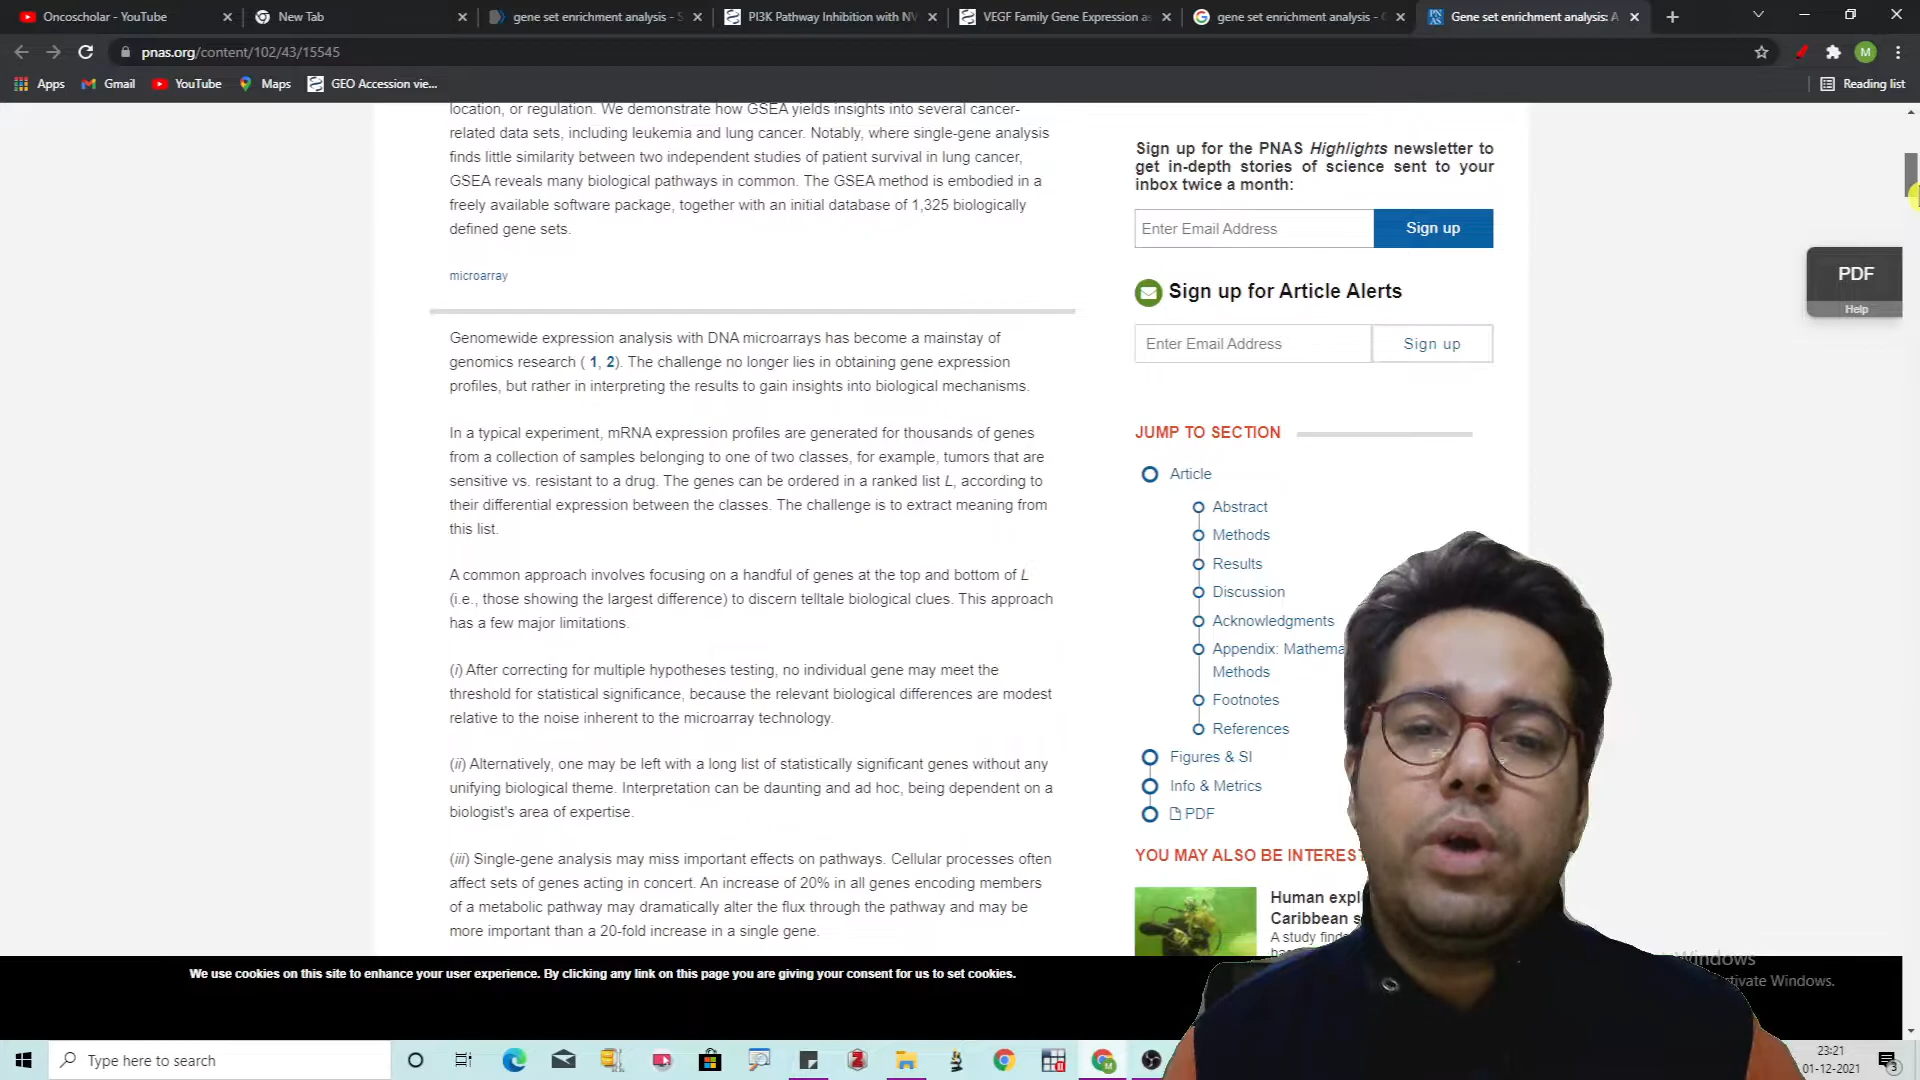 Oncoscholar - YouTube
New Tab
gene set enrichment analysis - S
PI3K Pathway Inhibition with NV
VEGF Family Gene Expression as
gene set enrichment analysis - G
Gene set enrichment analysis: A
pnas.org/content/102/43/15545
M
Apps
Gmail
YouTube
Maps
GEO Accession vie...
Reading list
location, or regulation. We demonstrate how GSEA yields insights into several cancer-
related data sets, including leukemia and lung cancer. Notably, where single-gene analysis
finds little similarity between two independent studies of patient survival in lung cancer,
GSEA reveals many biological pathways in common. The GSEA method is embodied in a
freely available software package, together with an initial database of 1,325 biologically
defined gene sets.
microarray
Genomewide expression analysis with DNA microarrays has become a mainstay of
genomics research ( 1, 2). The challenge no longer lies in obtaining gene expression
profiles, but rather in interpreting the results to gain insights into biological mechanisms.
In a typical experiment, mRNA expression profiles are generated for thousands of genes
from a collection of samples belonging to one of two classes, for example, tumors that are
sensitive vs. resistant to a drug. The genes can be ordered in a ranked list L, according to
their differential expression between the classes. The challenge is to extract meaning from
this list.
A common approach involves focusing on a handful of genes at the top and bottom of L
(i.e., those showing the largest difference) to discern telltale biological clues. This approach
has a few major limitations.
(i) After correcting for multiple hypotheses testing, no individual gene may meet the
threshold for statistical significance, because the relevant biological differences are modest
relative to the noise inherent to the microarray technology.
(ii) Alternatively, one may be left with a long list of statistically significant genes without any
unifying biological theme. Interpretation can be daunting and ad hoc, being dependent on a
biologist's area of expertise.
(iii) Single-gene analysis may miss important effects on pathways. Cellular processes often
affect sets of genes acting in concert. An increase of 20% in all genes encoding members
of a metabolic pathway may dramatically alter the flux through the pathway and may be
more important than a 20-fold increase in a single gene.
Sign up for the PNAS Highlights newsletter to
get in-depth stories of science sent to your
inbox twice a month:
Enter Email Address
Sign up
Sign up for Article Alerts
Enter Email Address
Sign up
JUMP TO SECTION
Article
Abstract
Methods
Results
Discussion
Acknowledgments
Appendix: Mathema
Methods
Footnotes
References
Figures & SI
Info & Metrics
PDF
YOU MAY ALSO BE INTEREST
Human expl
Caribbean s
A study find
PDF
Help
We use cookies on this site to enhance your user experience. By clicking any link on this page you are giving your consent for us to set cookies.
Windows
tivate Windows.
Type here to search
23:21
01-12-2021
3